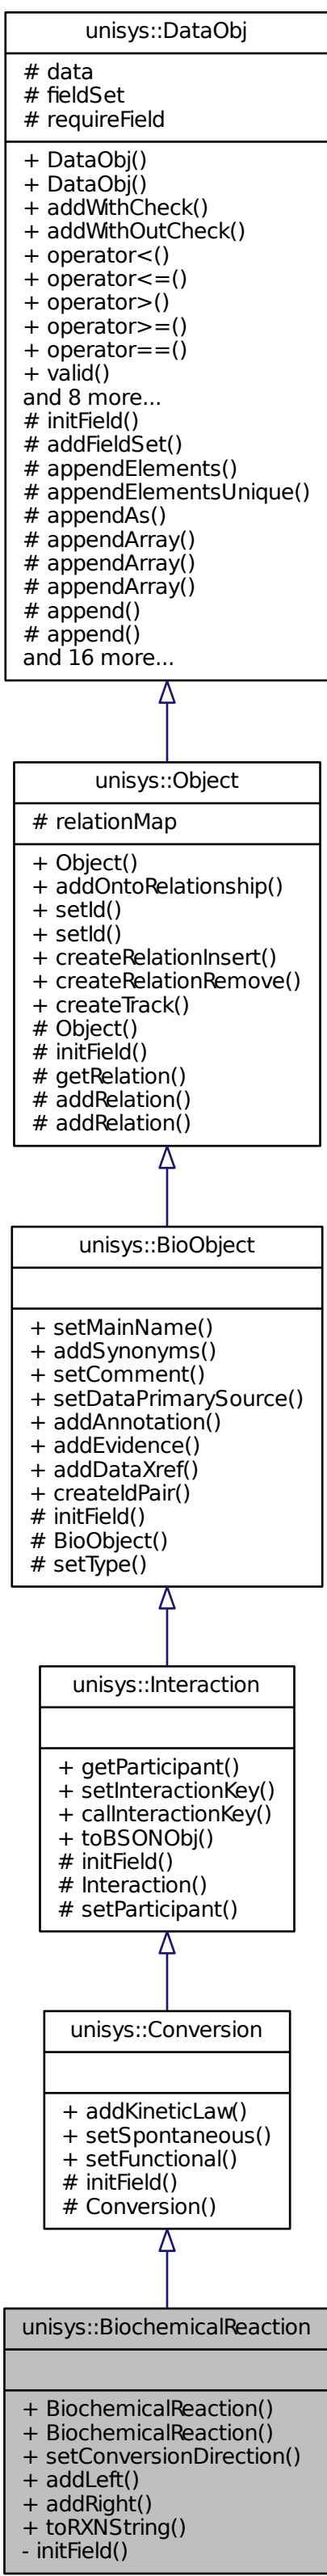 unisys::DataObj
# data
# fieldSet
# requireField
+ DataObj()
+ DataObj()
+ addWithCheck()
+ addWithOutCheck()
+ operator<()
+ operator<=()
+ operator>()
+ operator>=()
+ operator==()
+ valid()
and 8 more...
# initField()
# addFieldSet()
# appendElements()
# appendElementsUnique()
# appendAs()
# appendArray()
# appendArray()
# appendArray()
# append()
# append()
and 16 more...
unisys::Object
# relationMap
+ Object()
+ addOntoRelationship()
+ setId()
+ setId()
+ createRelationInsert()
+ createRelationRemove()
+ createTrack()
# Object()
# initField()
# getRelation()
# addRelation()
# addRelation()
unisys::BioObject
+ setMainName()
+ addSynonyms()
+ setComment()
+ setDataPrimarySource()
+ addAnnotation()
+ addEvidence()
+ addDataXref()
+ createIdPair()
# initField()
# BioObject()
# setType()
unisys::Interaction
+ getParticipant()
+ setInteractionKey()
+ calInteractionKey()
+ toBSONObj()
# initField()
# Interaction()
# setParticipant()
unisys::Conversion
+ addKineticLaw()
+ setSpontaneous()
+ setFunctional()
# initField()
# Conversion()
unisys::BiochemicalReaction
+ BiochemicalReaction()
+ BiochemicalReaction()
+ setConversionDirection()
+ addLeft()
+ addRight()
+ toRXNString()
- initField()